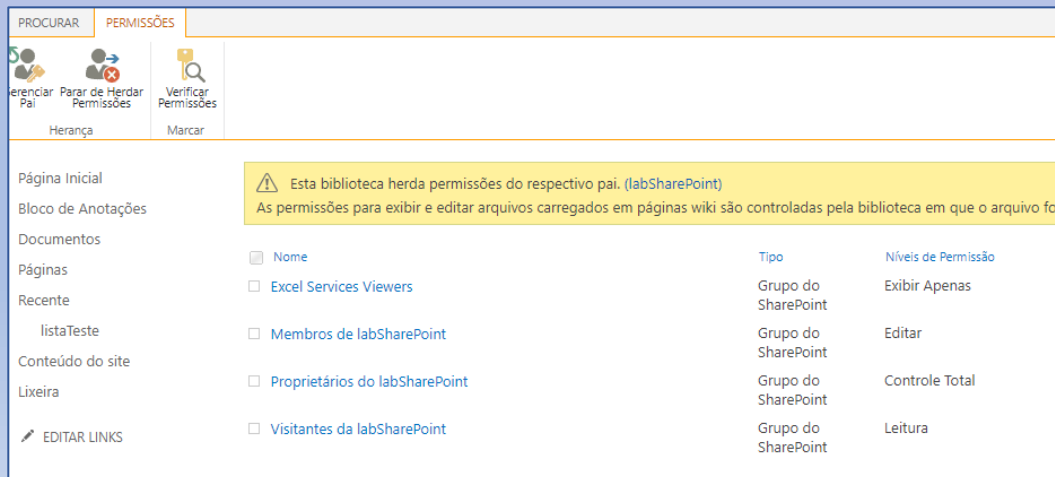 PROCURAR PERMISSÕES
Gerenciar Pai
Parar de Herdar Permissões
Verificar Permissões
Herança
Marcar
Página Inicial
Bloco de Anotações
Documentos
Páginas
Recente
listaTeste
Conteúdo do site
Lixeira
EDITAR LINKS
Esta biblioteca herda permissões do respectivo pai. (labSharePoint)
As permissões para exibir e editar arquivos carregados em páginas wiki são controladas pela biblioteca em que o arquivo fo
Nome Tipo Níveis de Permissão
Excel Services Viewers Grupo do SharePoint Exibir Apenas
Membros de labSharePoint Grupo do SharePoint Editar
Proprietários do labSharePoint Grupo do SharePoint Controle Total
Visitantes da labSharePoint Grupo do SharePoint Leitura